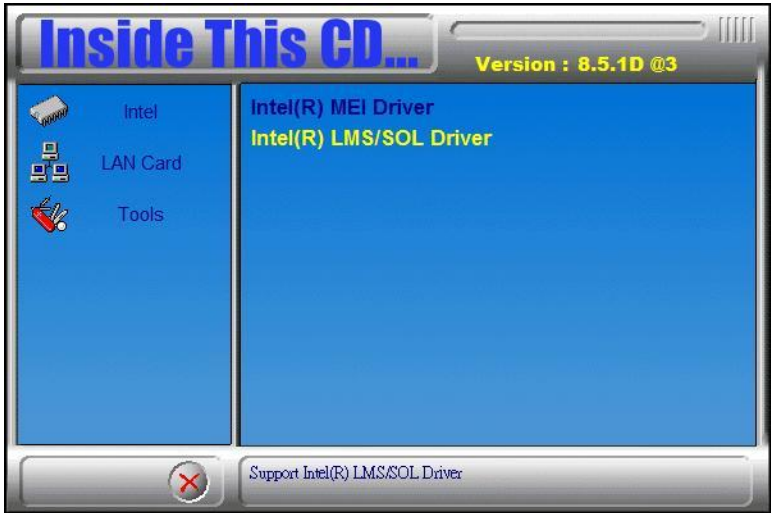 Inside This CD...
Version : 8.5.1D @3
Intel
LAN Card
Tools
Intel(R) MEI Driver
Intel(R) LMS/SOL Driver
Support Intel(R) LMS/SOL Driver